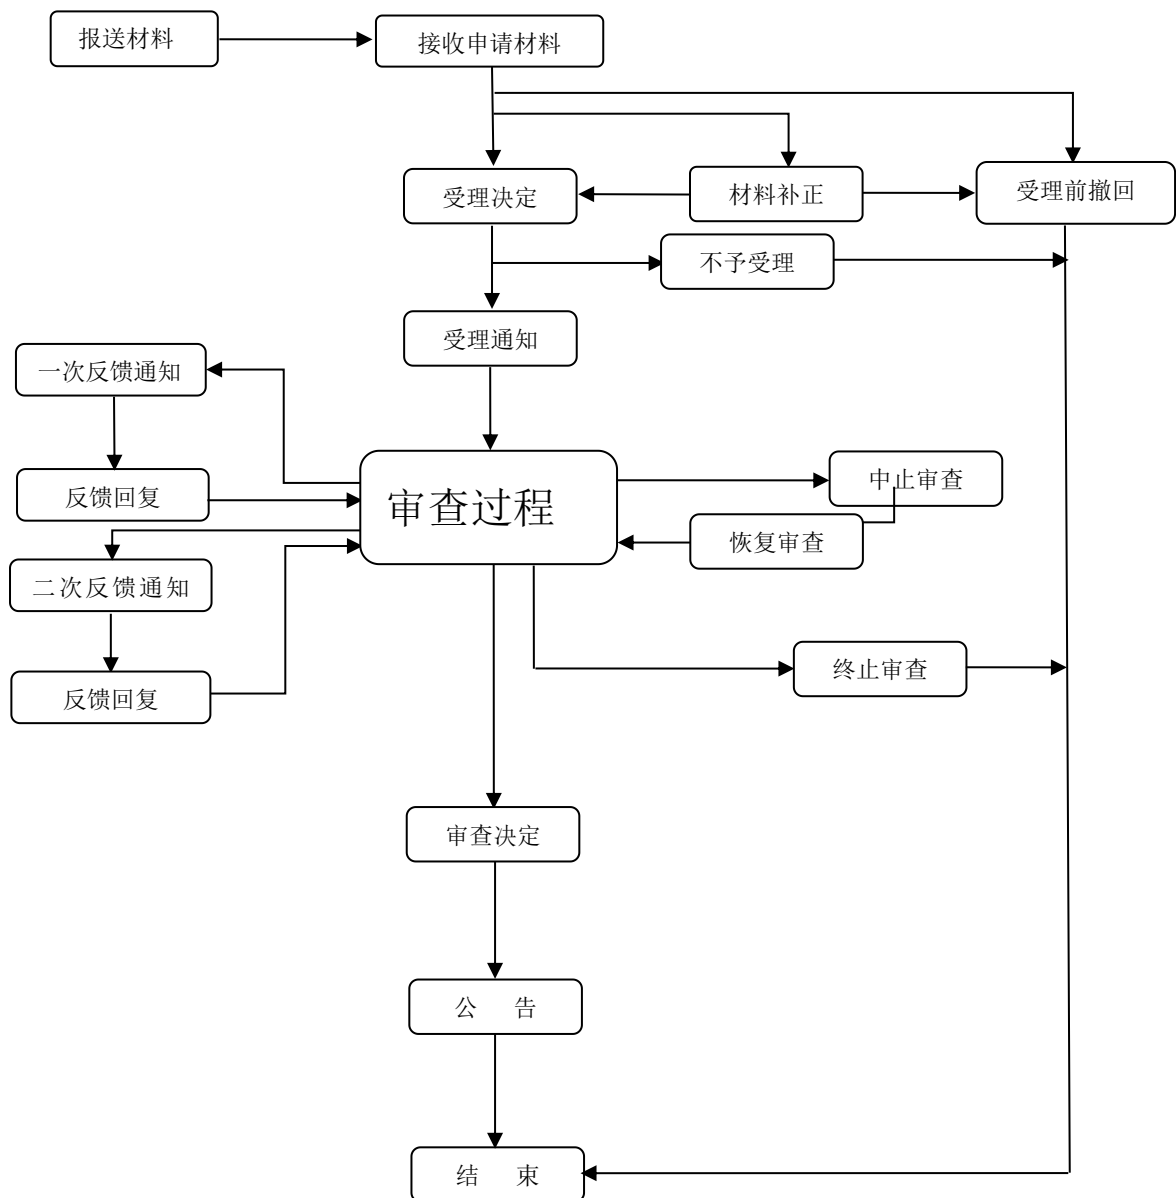 报送材料
接收申请材料
受理决定
材料补正
受理前撤回
不予受理
受理通知
一次反馈通知
审查过程
中止审查
反馈回复
恢复审查
二次反馈通知
终止审查
反馈回复
审查决定
公 告
结 束